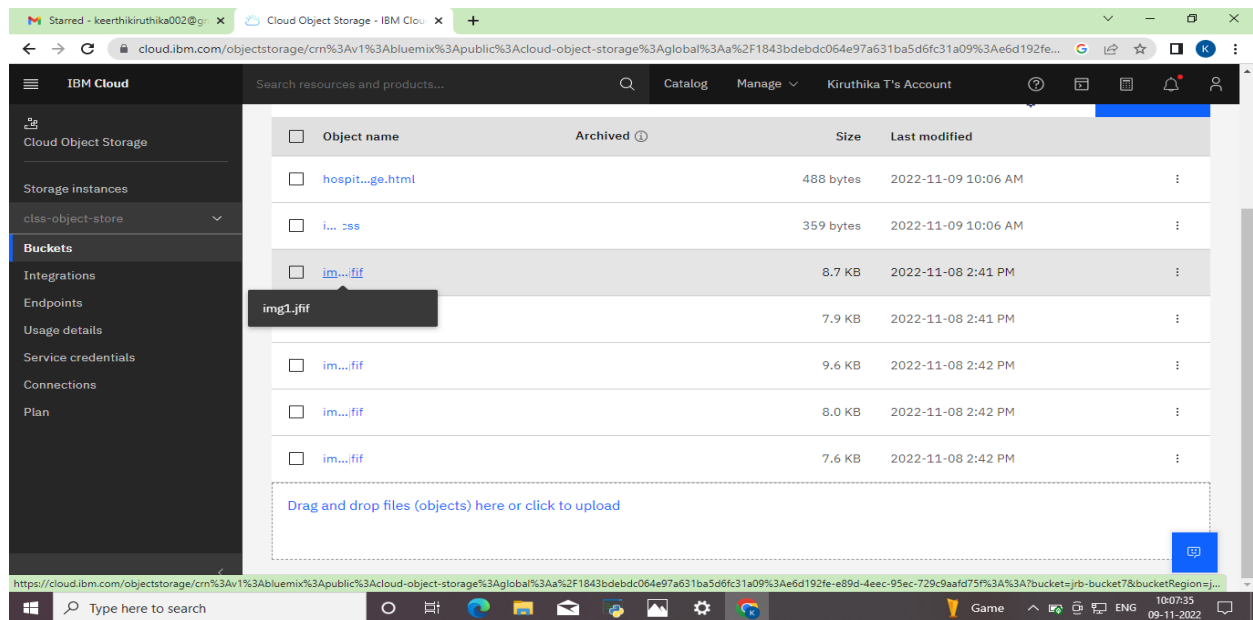 Starred - keerthikiruthika002@gr
Cloud Object Storage - IBM Clou
cloud.ibm.com/objectstorage/crn%3Av1%3Abluemix%3Apublic%3Acloud-object-storage%3Aglobal%3Aa%2F1843bdebdc064e97a631ba5d6fc31a09%3Ae6d192fe...
K
IBM Cloud
Search resources and products...
Catalog
Manage
Kiruthika T's Account
Cloud Object Storage
Storage instances
clss-object-store
Buckets
Integrations
Endpoints
Usage details
Service credentials
Connections
Plan
Object name Archived Size Last modified
hospit...ge.html 488 bytes 2022-11-09 10:06 AM
i... :ss 359 bytes 2022-11-09 10:06 AM
im...fif 8.7 KB 2022-11-08 2:41 PM
img1.jfif
7.9 KB 2022-11-08 2:41 PM
im...fif 9.6 KB 2022-11-08 2:42 PM
im...fif 8.0 KB 2022-11-08 2:42 PM
im...fif 7.6 KB 2022-11-08 2:42 PM
Drag and drop files (objects) here or click to upload
https://cloud.ibm.com/objectstorage/crn%3Av1%3Abluemix%3Apublic%3Acloud-object-storage%3Aglobal%3Aa%2F1843bdebdc064e97a631ba5d6fc31a09%3Ae6d192fe-e89d-4eec-95ec-729c9aafd75f%3A%3A?bucket=jrb-bucket7&bucketRegion=j...
Type here to search
Game
ENG
10:07:35
09-11-2022